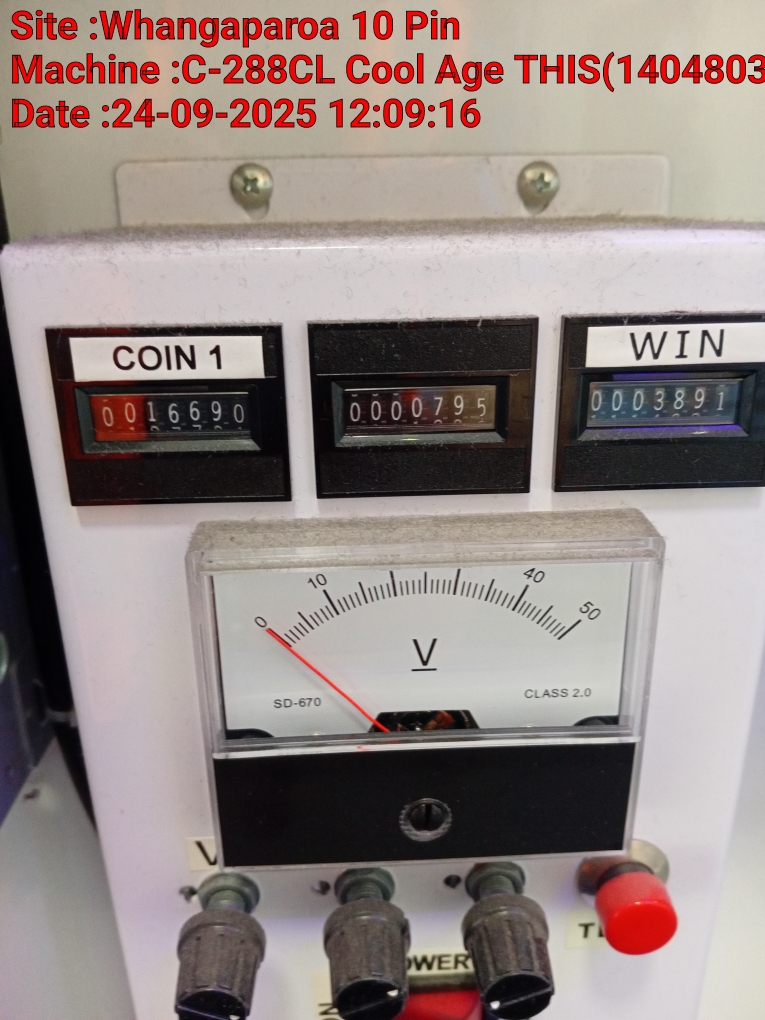 Site :Whangaparoa 10 Pin
Machine :C-288CL Cool Age THIS(1404803
Date :24-09-2025 12:09:16
COIN 1
WIN
0016690
0000795
0003891
0 10 40 50
V
SD-670
CLASS 2.0